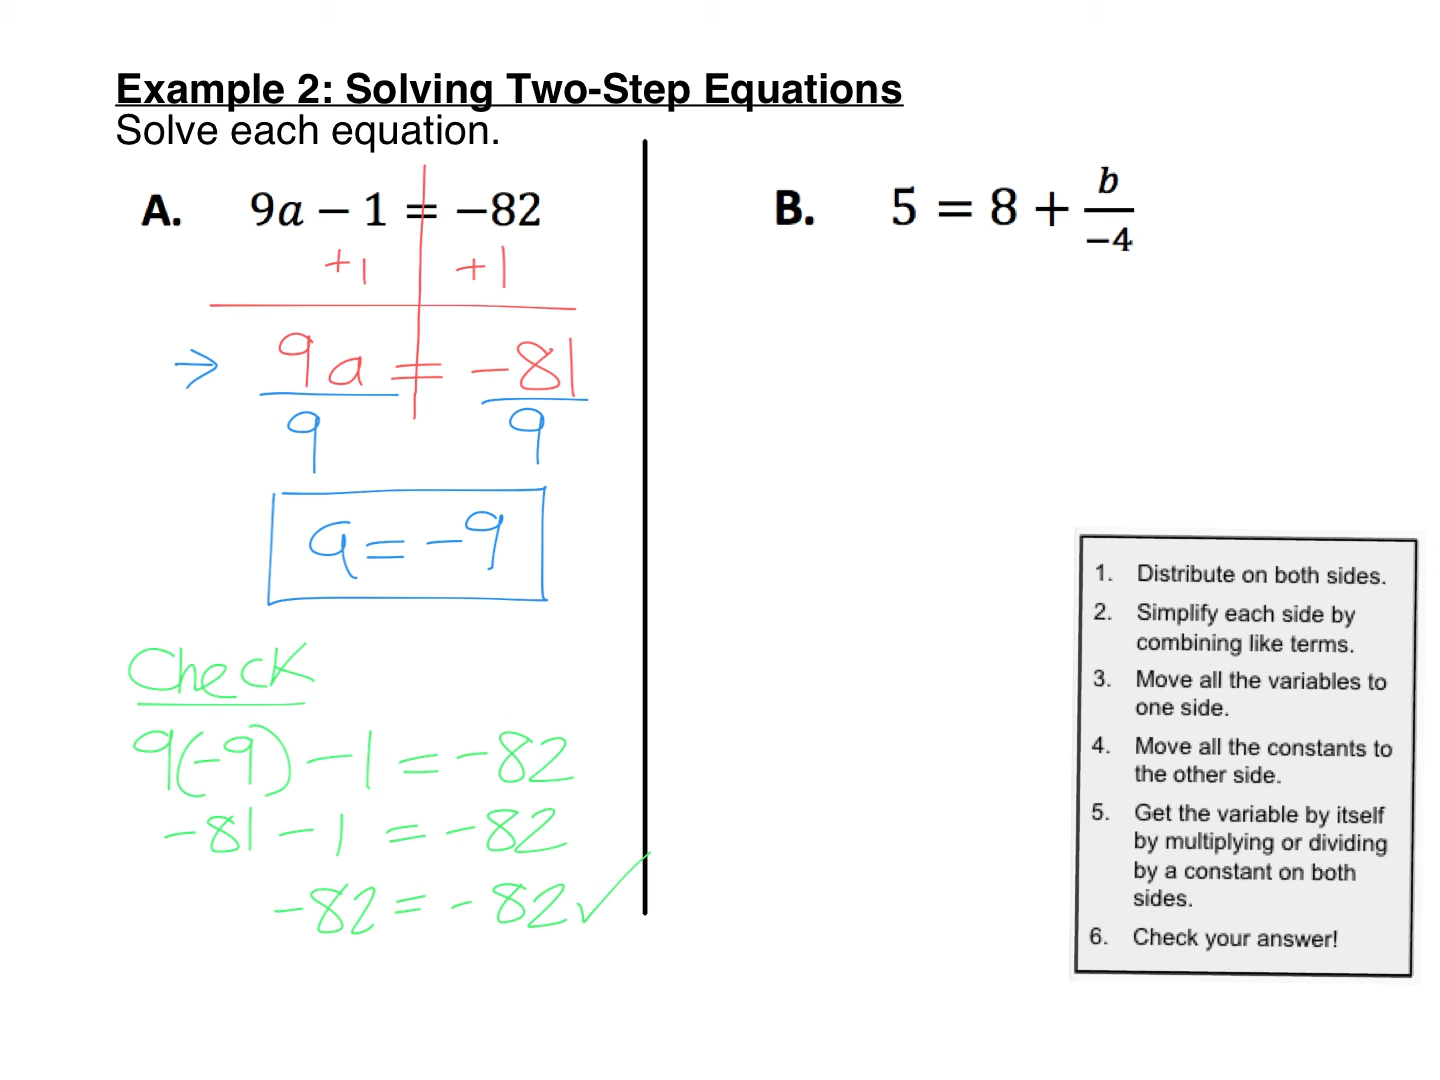 Example 2: Solving Two-Step Equations
Solve each equation.
A. 9a − 1 = −82
+1 +1
→ 9a = -81
9 9
a = -9
Check
9(-9) - 1 = -82
-81 - 1 = -82
-82 = -82 ✓
B. 5 = 8 + b/−4
1. Distribute on both sides.
2. Simplify each side by
combining like terms.
3. Move all the variables to
one side.
4. Move all the constants to
the other side.
5. Get the variable by itself
by multiplying or dividing
by a constant on both
sides.
6. Check your answer!